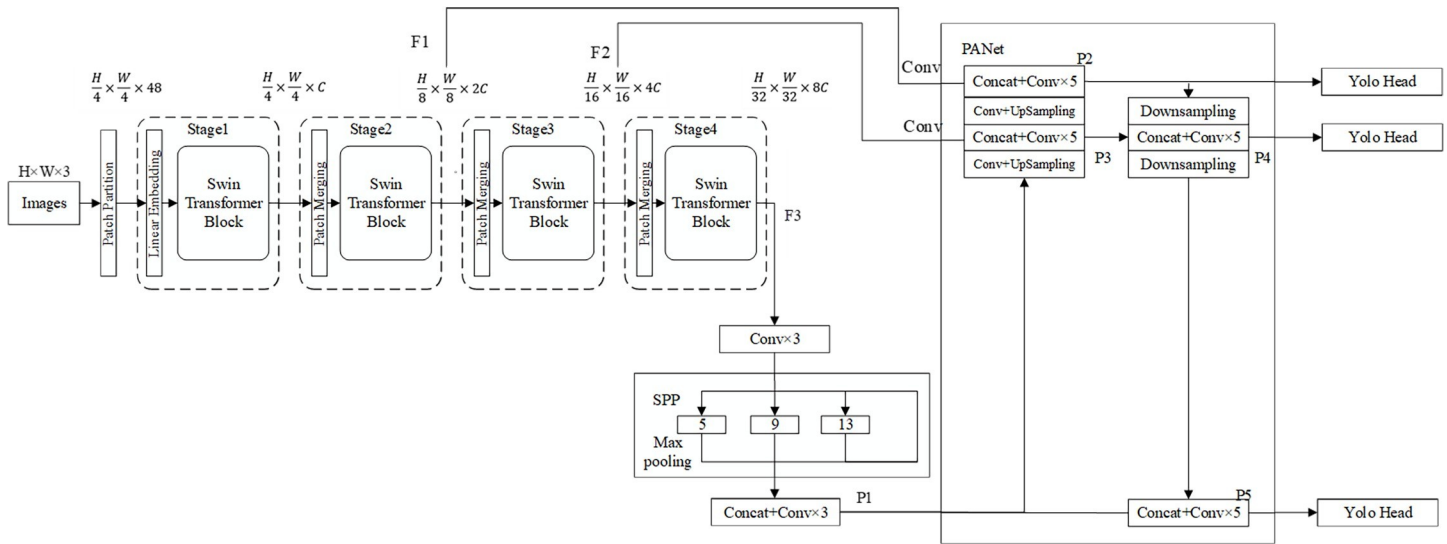 F1
F2
PANet
P2
Conv
Concat+Conv×5
Yolo Head
H/4 × W/4 × 48
H/4 × W/4 × C
H/8 × W/8 × 2C
H/16 × W/16 × 4C
H/32 × W/32 × 8C
Conv+UpSampling
Downsampling
Conv
Concat+Conv×5
Concat+Conv×5
Yolo Head
P3
P4
Conv+UpSampling
Downsampling
Stage1
Stage2
Stage3
Stage4
H×W×3
Images
Patch Partition
Linear Embedding
Swin
Transformer
Block
Patch Merging
Swin
Transformer
Block
Patch Merging
Swin
Transformer
Block
Patch Merging
Swin
Transformer
Block
F3
Conv×3
SPP
5
9
13
Max
pooling
Concat+Conv×3
P1
P5
Concat+Conv×5
Yolo Head